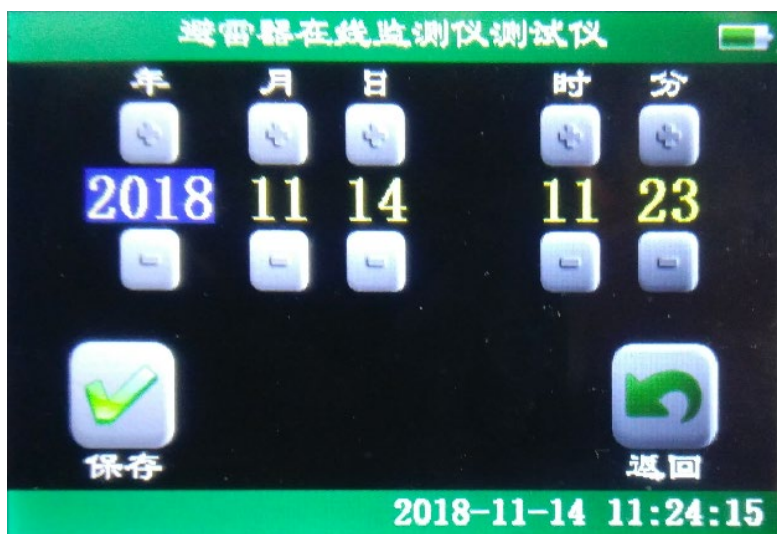 避雷器在线监测仪测试仪
年 月 日 时 分
+ + + + +
2018 11 14 11 23
- - - - -
保存 返回
2018-11-14 11:24:15